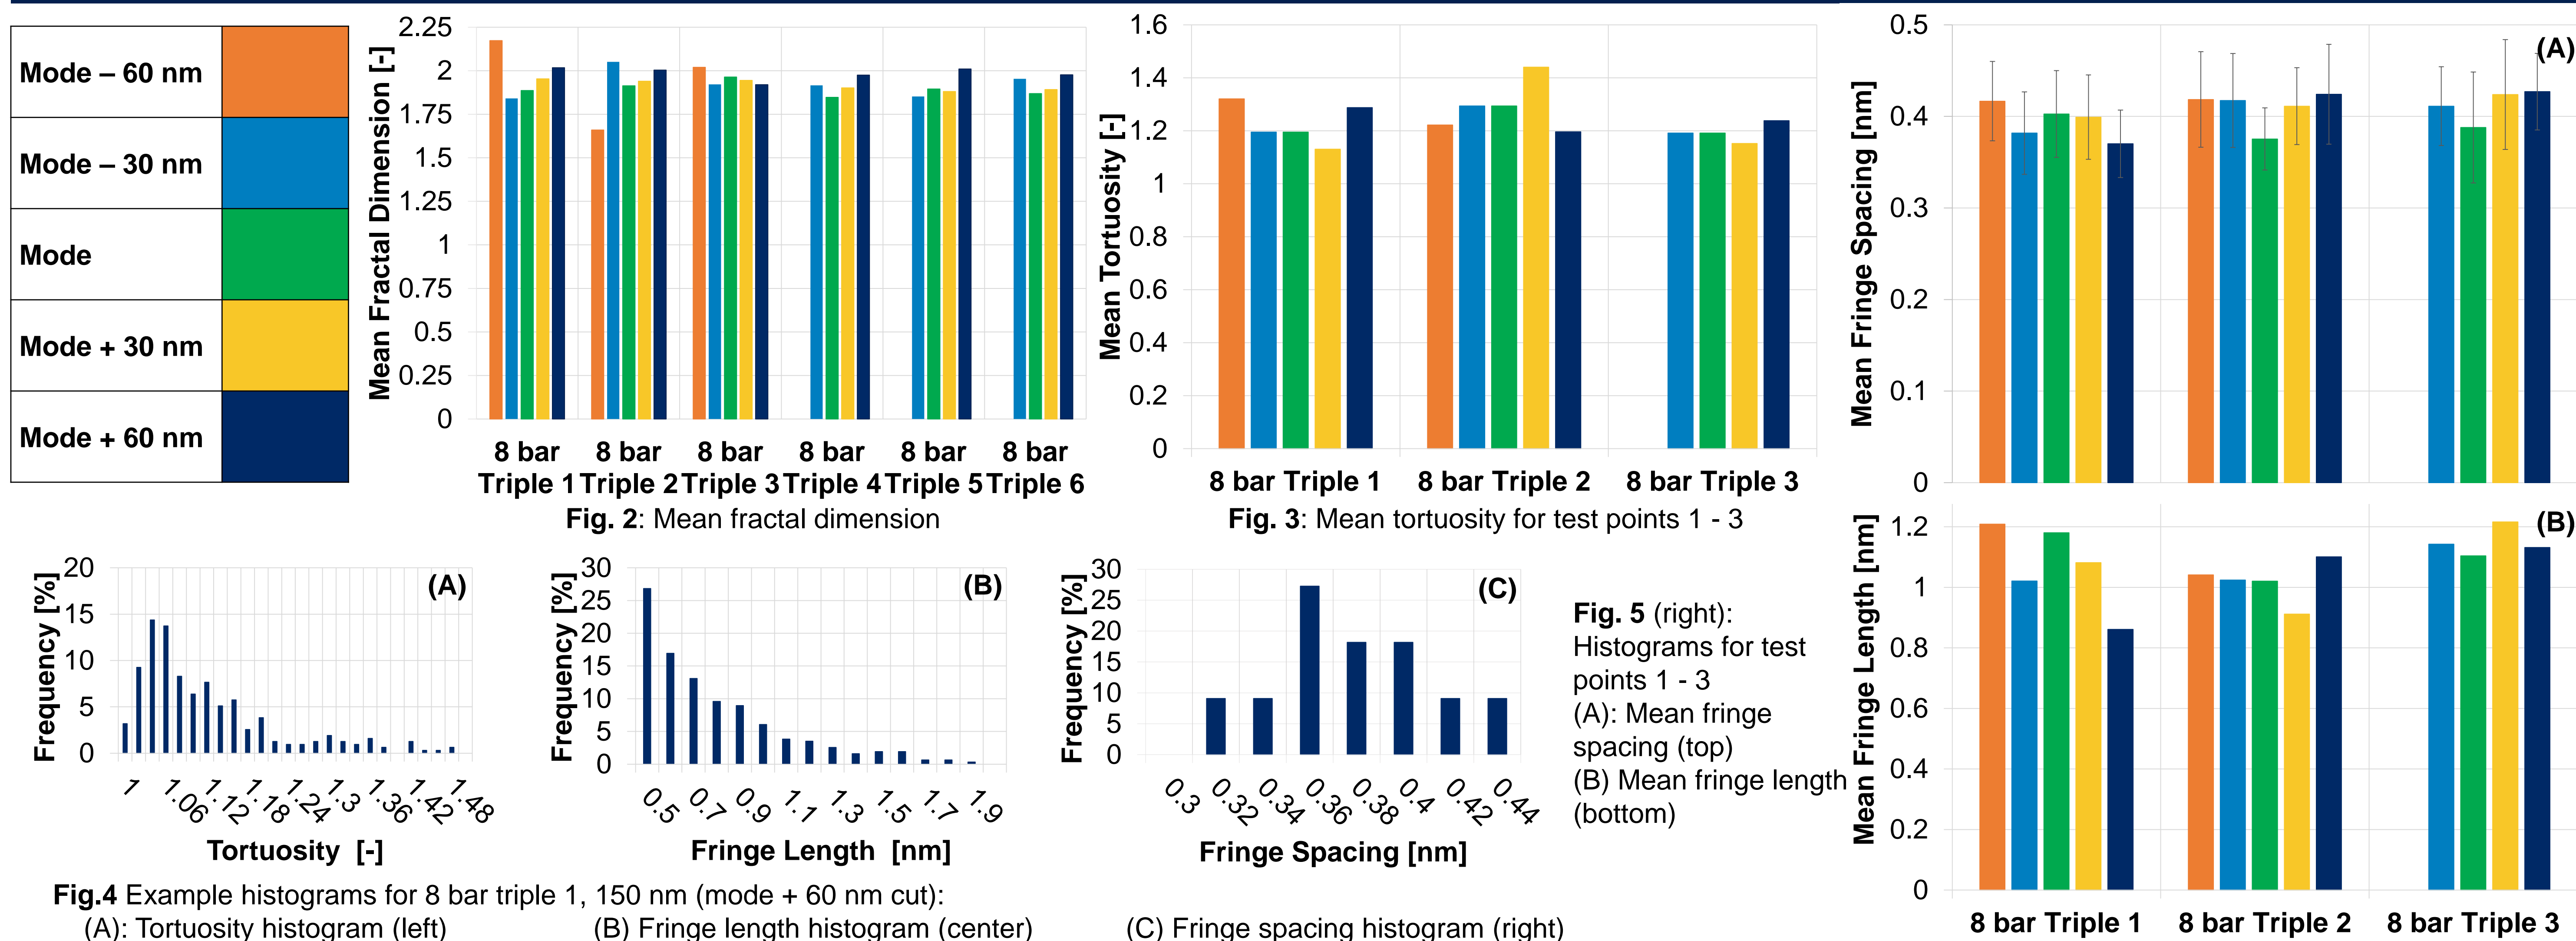 Mode – 60 nm
Mode – 30 nm
Mode
Mode + 30 nm
Mode + 60 nm
Mean Fractal Dimension [-]
2.25
2
1.75
1.5
1.25
1
0.75
0.5
0.25
0
8 bar Triple 1
8 bar Triple 2
8 bar Triple 3
8 bar Triple 4
8 bar Triple 5
8 bar Triple 6
Fig. 2: Mean fractal dimension
Mean Tortuosity [-]
1.6
1.4
1.2
1
0.8
0.6
0.4
0.2
0
8 bar Triple 1
8 bar Triple 2
8 bar Triple 3
Fig. 3: Mean tortuosity for test points 1 - 3
Mean Fringe Spacing [nm]
(A)
0.5
0.4
0.3
0.2
0.1
0
Mean Fringe Length [nm]
(B)
1.2
1
0.8
0.6
0.4
0.2
0
8 bar Triple 1
8 bar Triple 2
8 bar Triple 3
Frequency [%]
(A)
20
15
10
5
0
1
1.06
1.12
1.18
1.24
1.3
1.36
1.42
1.48
Tortuosity [-]
Frequency [%]
(B)
30
25
20
15
10
5
0
0.5
0.7
0.9
1.1
1.3
1.5
1.7
1.9
Fringe Length [nm]
Frequency [%]
(C)
30
25
20
15
10
5
0
0.3
0.32
0.34
0.36
0.38
0.4
0.42
0.44
Fringe Spacing [nm]
Fig. 5 (right):
Histograms for test
points 1 - 3
(A): Mean fringe
spacing (top)
(B) Mean fringe length
(bottom)
Fig.4 Example histograms for 8 bar triple 1, 150 nm (mode + 60 nm cut):
(A): Tortuosity histogram (left)
(B) Fringe length histogram (center)
(C) Fringe spacing histogram (right)